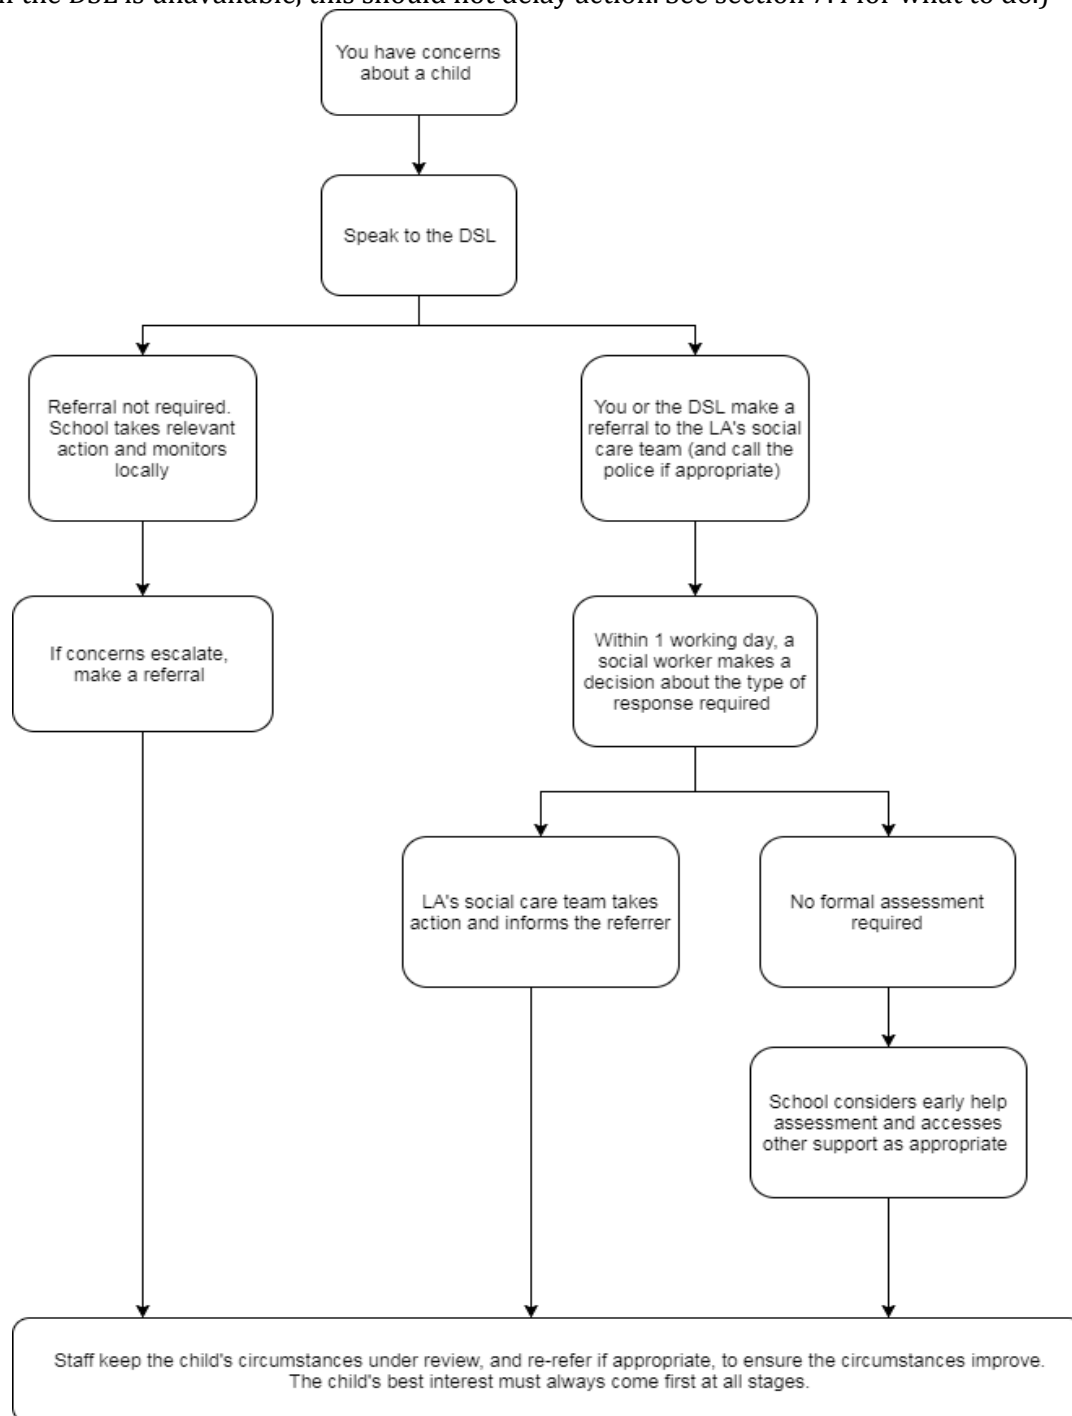 the DSL is unavailable, this should not delay action. See section 7.4 for what to do.)
You have concerns
about a child
Speak to the DSL
Referral not required.
School takes relevant
action and monitors
locally
You or the DSL make a
referral to the LA's social
care team (and call the
police if appropriate)
If concerns escalate,
make a referral
Within 1 working day, a
social worker makes a
decision about the type of
response required
LA's social care team takes
action and informs the referrer
No formal assessment
required
School considers early help
assessment and accesses
other support as appropriate
Staff keep the child's circumstances under review, and re-refer if appropriate, to ensure the circumstances improve.
The child's best interest must always come first at all stages.